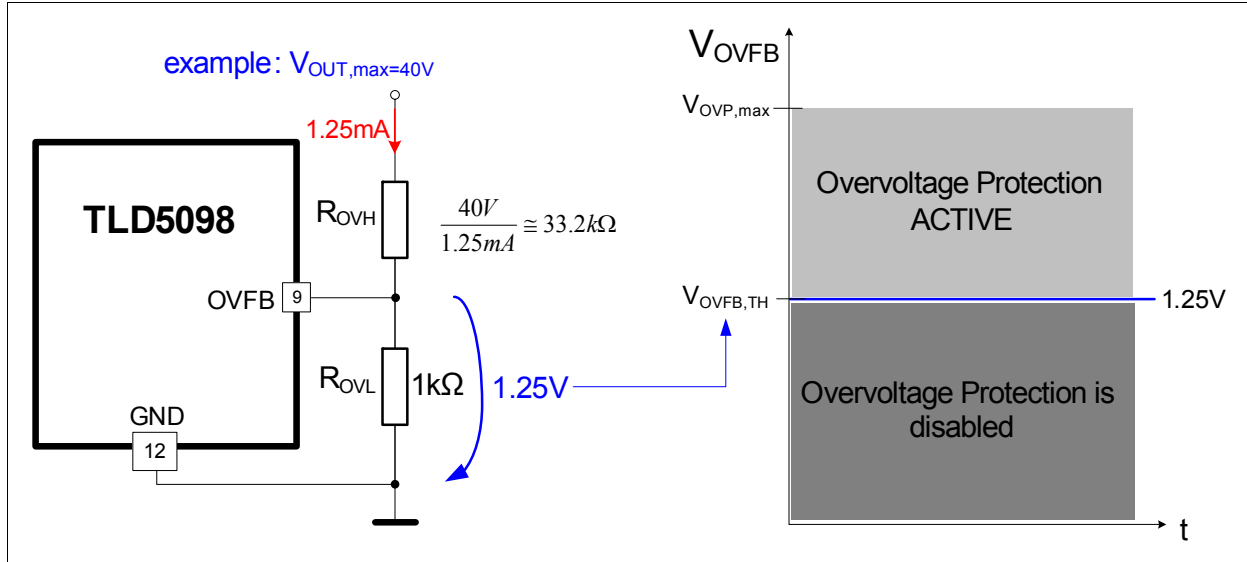 example: VOUT,max=40V
1.25mA
TLD5098
ROVH
40V
1.25mA
≅ 33.2kΩ
OVFB
9
ROVL
1kΩ
1.25V
GND
12
VOVFB
VOVP,max
Overvoltage Protection
ACTIVE
VOVFB,TH
1.25V
Overvoltage Protection is
disabled
t